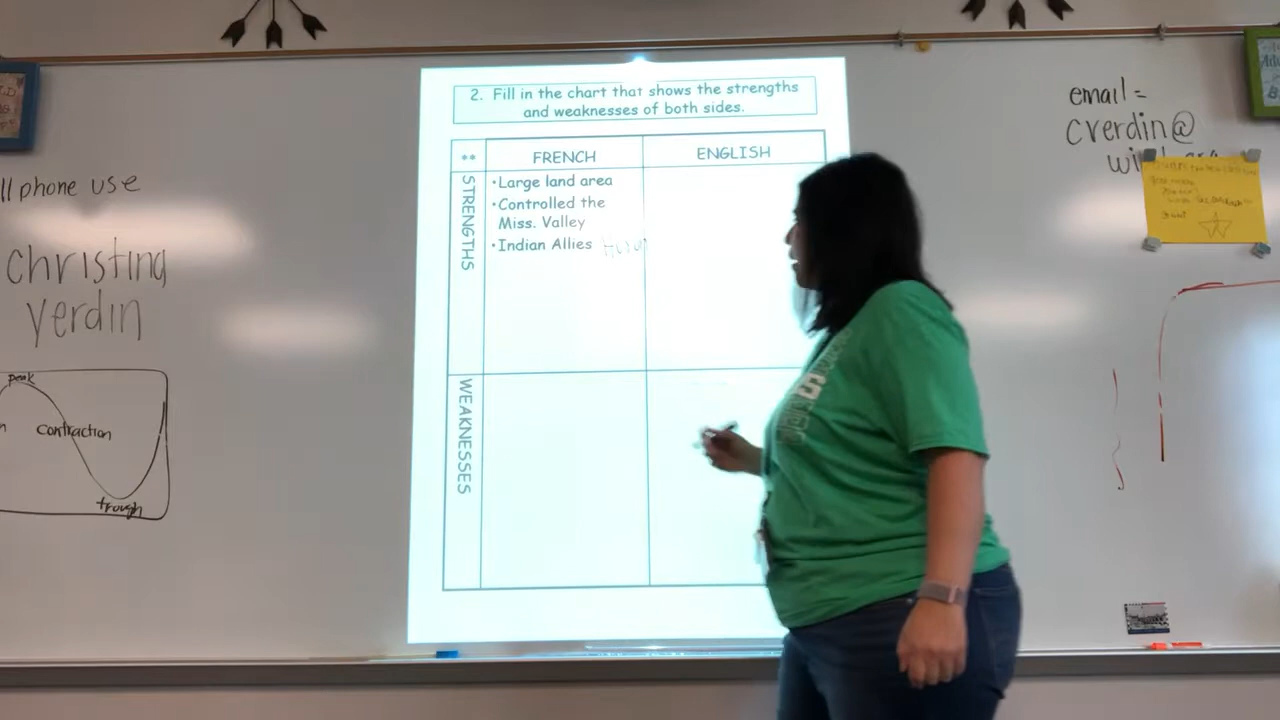 ll phone use
christina
verdin
peak
contraction
trough
2. Fill in the chart that shows the strengths
and weaknesses of both sides.
** FRENCH ENGLISH
STRENGTHS
•Large land area
•Controlled the
Miss. Valley
•Indian Allies
WEAKNESSES
email=
cverdin@